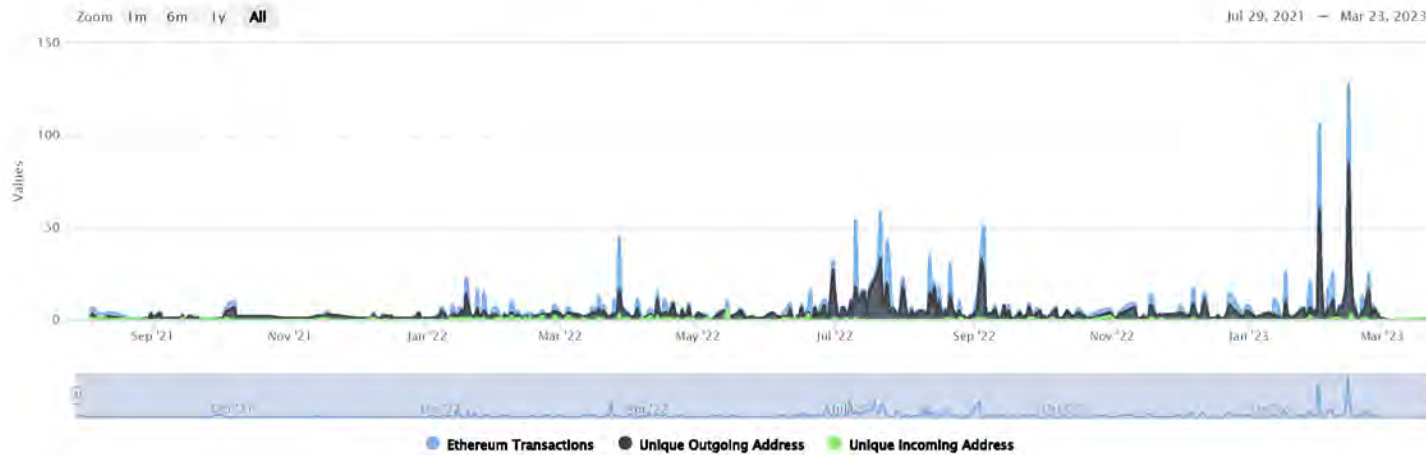 Zoom 1m 6m 1y All
Jul 29, 2021 — Mar 23, 2023
150
100
50
0
Values
Sep '21 Nov '21 Jan '22 Mar '22 May '22 Jul '22 Sep '22 Nov '22 Jan '23 Mar '23
Ethereum Transactions Unique Outgoing Address Unique Incoming Address